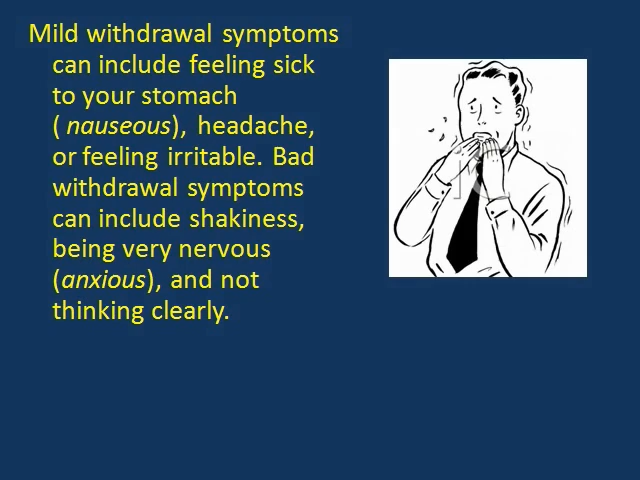 Mild withdrawal symptoms
can include feeling sick
to your stomach
( nauseous), headache,
or feeling irritable. Bad
withdrawal symptoms
can include shakiness,
being very nervous
(anxious), and not
thinking clearly.